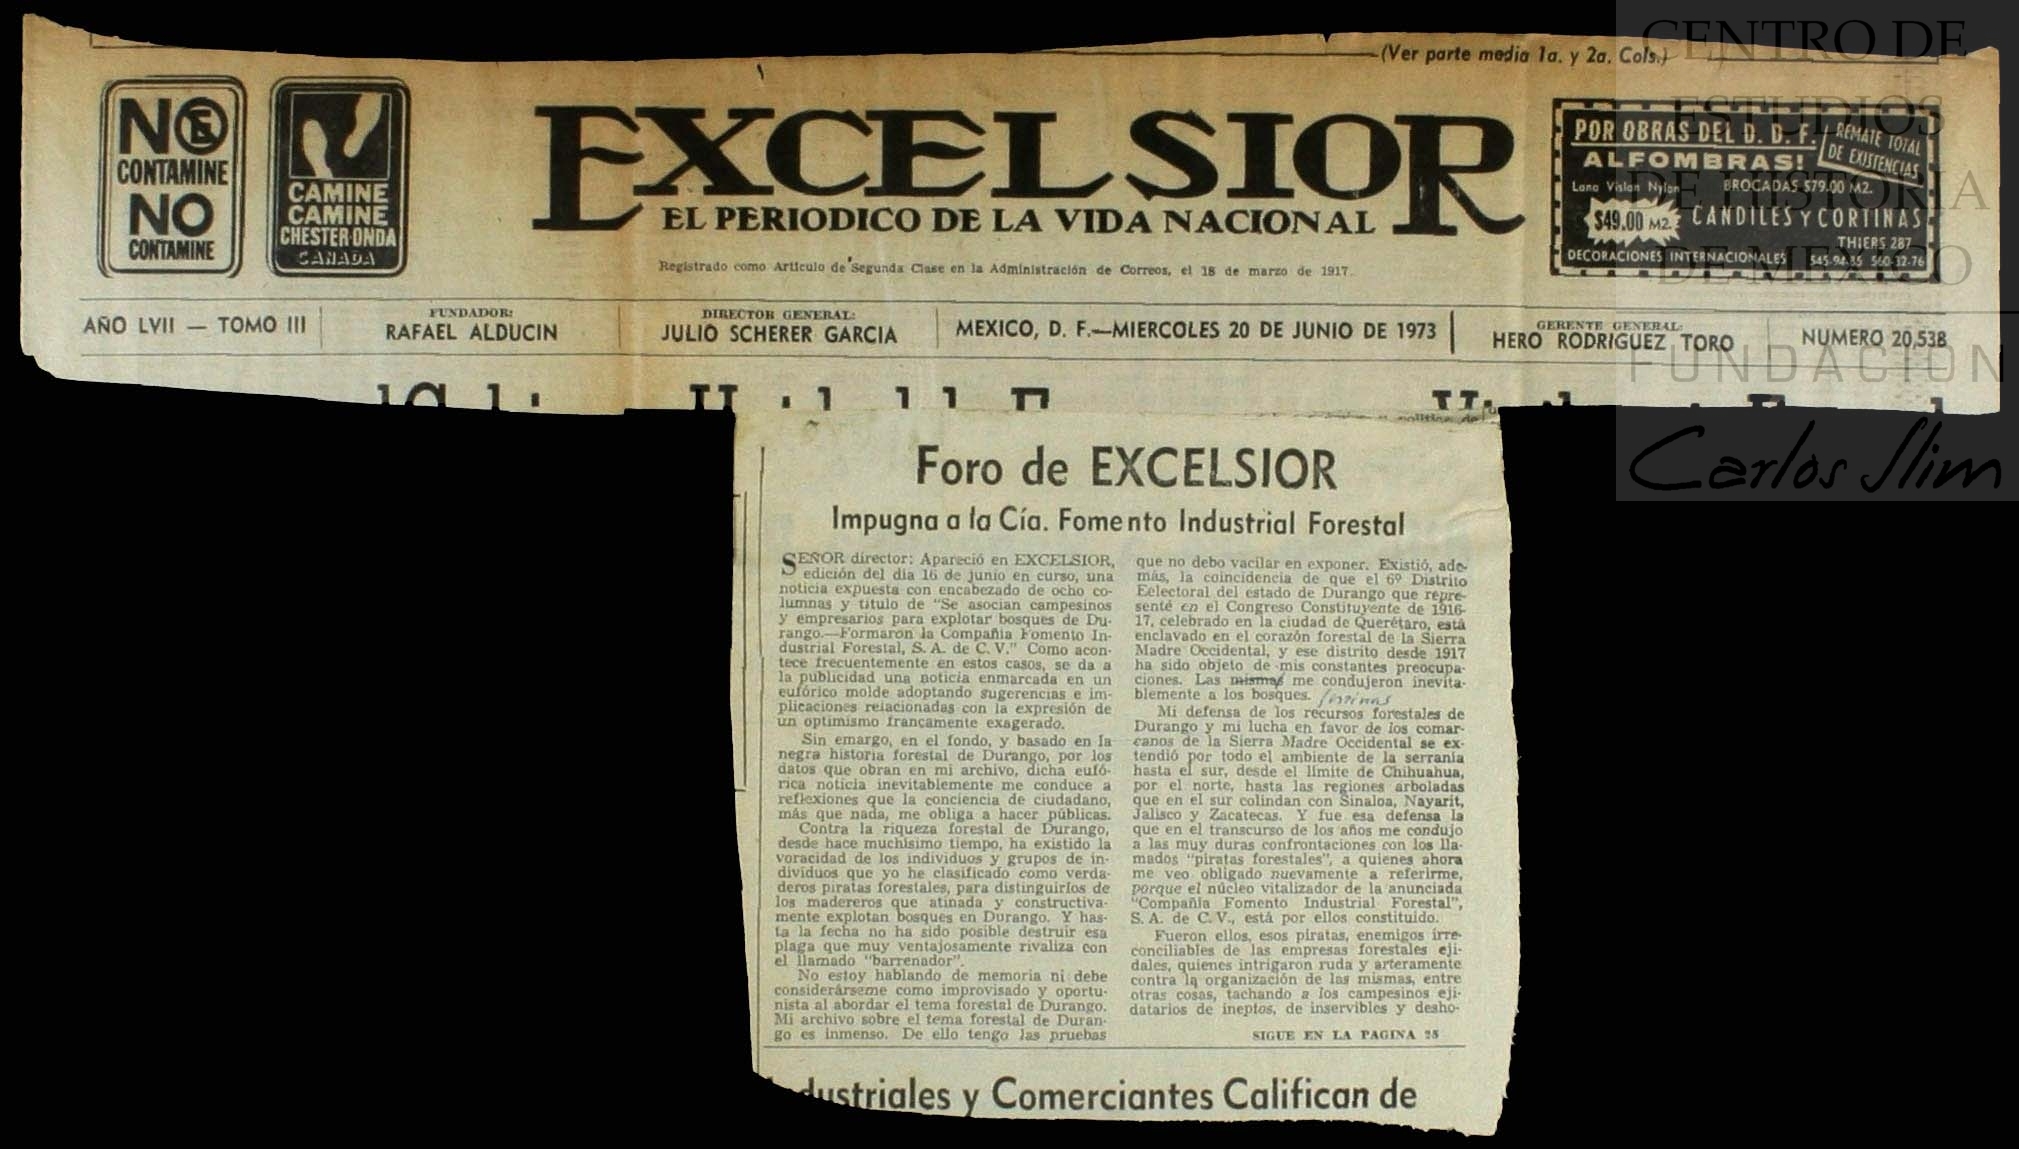 (Ver parte media 1a. y 2a. Cols.)
NO
CONTAMINE
NO
CONTAMINE
CAMINE
CAMINE
CHESTER-ONDA
CANADA
EXCELSIOR
EL PERIODICO DE LA VIDA NACIONAL
Registrado como Artículo de Segunda Clase en la Administración de Correos, el 18 de marzo de 1917.
POR OBRAS DEL D. D. F.
REMATE TOTAL
DE EXISTENCIAS
ALFOMBRAS!
Lana Vislon Nylon BROCADAS $79.00 M2.
$49.00 M2. CANDILES Y CORTINAS
THIERS 287
DECORACIONES INTERNACIONALES 545-94-35 560-32-76
CENTRO DE
ESTUDIOS
DE HISTORIA
DE MEXICO
FUNDACION
Carlos Slim
AÑO LVII — TOMO III
FUNDADOR:
RAFAEL ALDUCIN
DIRECTOR GENERAL:
JULIO SCHERER GARCIA
MEXICO, D. F.—MIERCOLES 20 DE JUNIO DE 1973
GERENTE GENERAL:
HERO RODRIGUEZ TORO
NUMERO 20,538
Foro de EXCELSIOR
Impugna a la Cía. Fomento Industrial Forestal
SEÑOR director: Apareció en EXCELSIOR,
edición del día 16 de junio en curso, una
noticia expuesta con encabezado de ocho co-
lumnas y título de "Se asocian campesinos
y empresarios para explotar bosques de Du-
rango.—Formaron la Compañía Fomento In-
dustrial Forestal, S. A. de C. V." Como acon-
tece frecuentemente en estos casos, se da a
la publicidad una noticia enmarcada en un
eufórico molde adoptando sugerencias e im-
plicaciones relacionadas con la expresión de
un optimismo francamente exagerado.
Sin emargo, en el fondo, y basado en la
negra historia forestal de Durango, por los
datos que obran en mi archivo, dicha eufó-
rica noticia inevitablemente me conduce a
reflexiones que la conciencia de ciudadano,
más que nada, me obliga a hacer públicas.
Contra la riqueza forestal de Durango,
desde hace muchísimo tiempo, ha existido la
voracidad de los individuos y grupos de in-
dividuos que yo he clasificado como verda-
deros piratas forestales, para distinguirlos de
los madereros que atinada y constructiva-
mente explotan bosques en Durango. Y has-
ta la fecha no ha sido posible destruir esa
plaga que muy ventajosamente rivaliza con
el llamado "barrenador".
No estoy hablando de memoria ni debe
considerárseme como improvisado y oportu-
nista al abordar el tema forestal de Durango.
Mi archivo sobre el tema forestal de Duran-
go es inmenso. De ello tengo las pruebas
que no debo vacilar en exponer. Existió, ade-
más, la coincidencia de que el 6º Distrito
Eelectoral del estado de Durango que repre-
senté en el Congreso Constituyente de 1916-
17, celebrado en la ciudad de Querétaro, está
enclavado en el corazón forestal de la Sierra
Madre Occidental, y ese distrito desde 1917
ha sido objeto de mis constantes preocupa-
ciones. Las mismas me condujeron inevita-
blemente a los bosques.
Mi defensa de los recursos forestales de
Durango y mi lucha en favor de los comar-
canos de la Sierra Madre Occidental se ex-
tendió por todo el ambiente de la serranía
hasta el sur, desde el límite de Chihuahua,
por el norte, hasta las regiones arboladas
que en el sur colindan con Sinaloa, Nayarit,
Jalisco y Zacatecas. Y fue esa defensa la
que en el transcurso de los años me condujo
a las muy duras confrontaciones con los lla-
mados "piratas forestales", a quienes ahora
me veo obligado nuevamente a referirme,
porque el núcleo vitalizador de la anunciada
"Compañía Fomento Industrial Forestal",
S. A. de C. V., está por ellos constituido.
Fueron ellos, esos piratas, enemigos irre-
conciliables de las empresas forestales eji-
dales, quienes intrigaron ruda y arteramente
contra la organización de las mismas, entre
otras cosas, tachando a los campesinos eji-
datarios de ineptos, de inservibles y desho-
SIGUE EN LA PAGINA 25
dustriales y Comerciantes Califican de